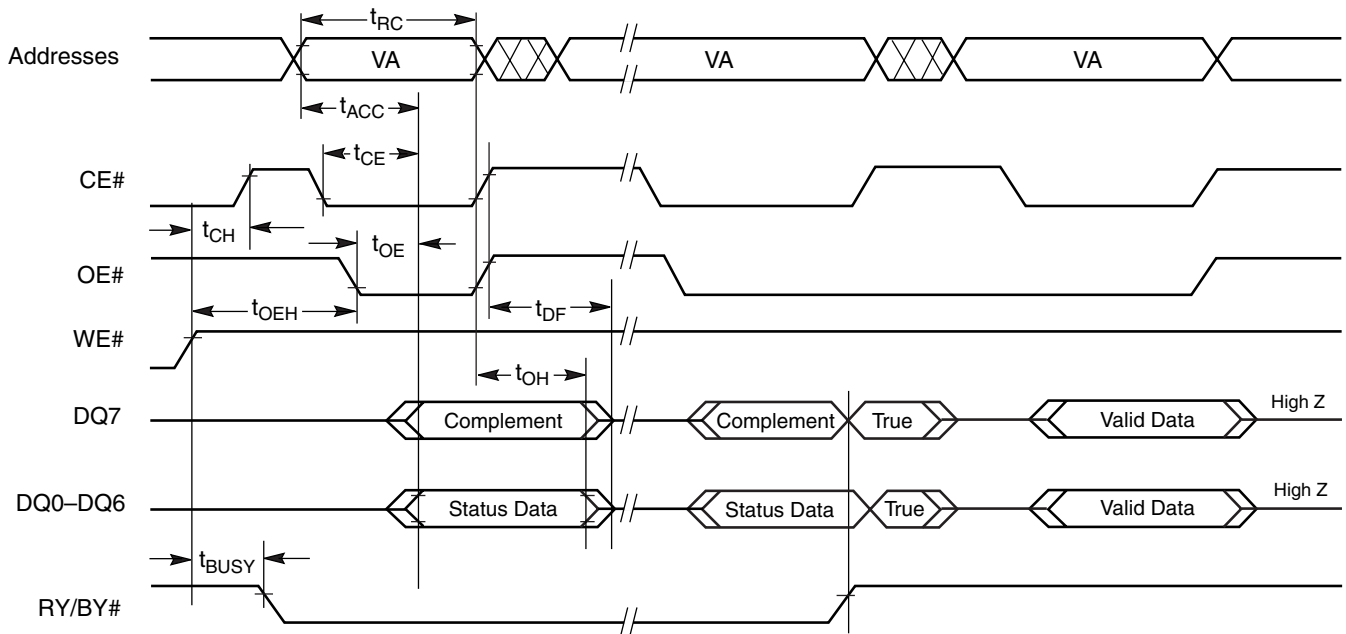 tRC
Addresses VA VA VA
tACC
tCE
CE#
tCH tOE
OE#
tOEH tDF
WE#
tOH
DQ7 Complement Complement True Valid Data High Z
DQ0–DQ6 Status Data Status Data True Valid Data High Z
tBUSY
RY/BY#